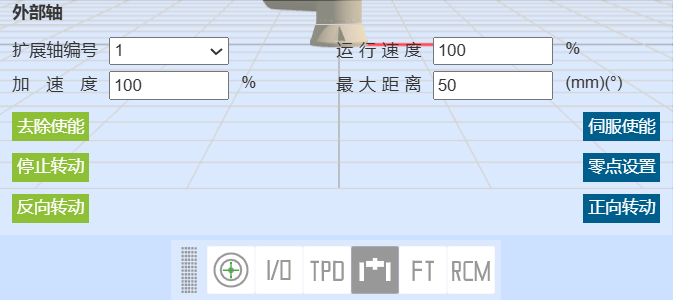 外部轴
扩展轴编号 1 运行速度 100 %
加速度 100 % 最大距离 50 (mm)(°)
去除使能 伺服使能
停止转动 零点设置
反向转动 正向转动
I/O TPD FT RCM